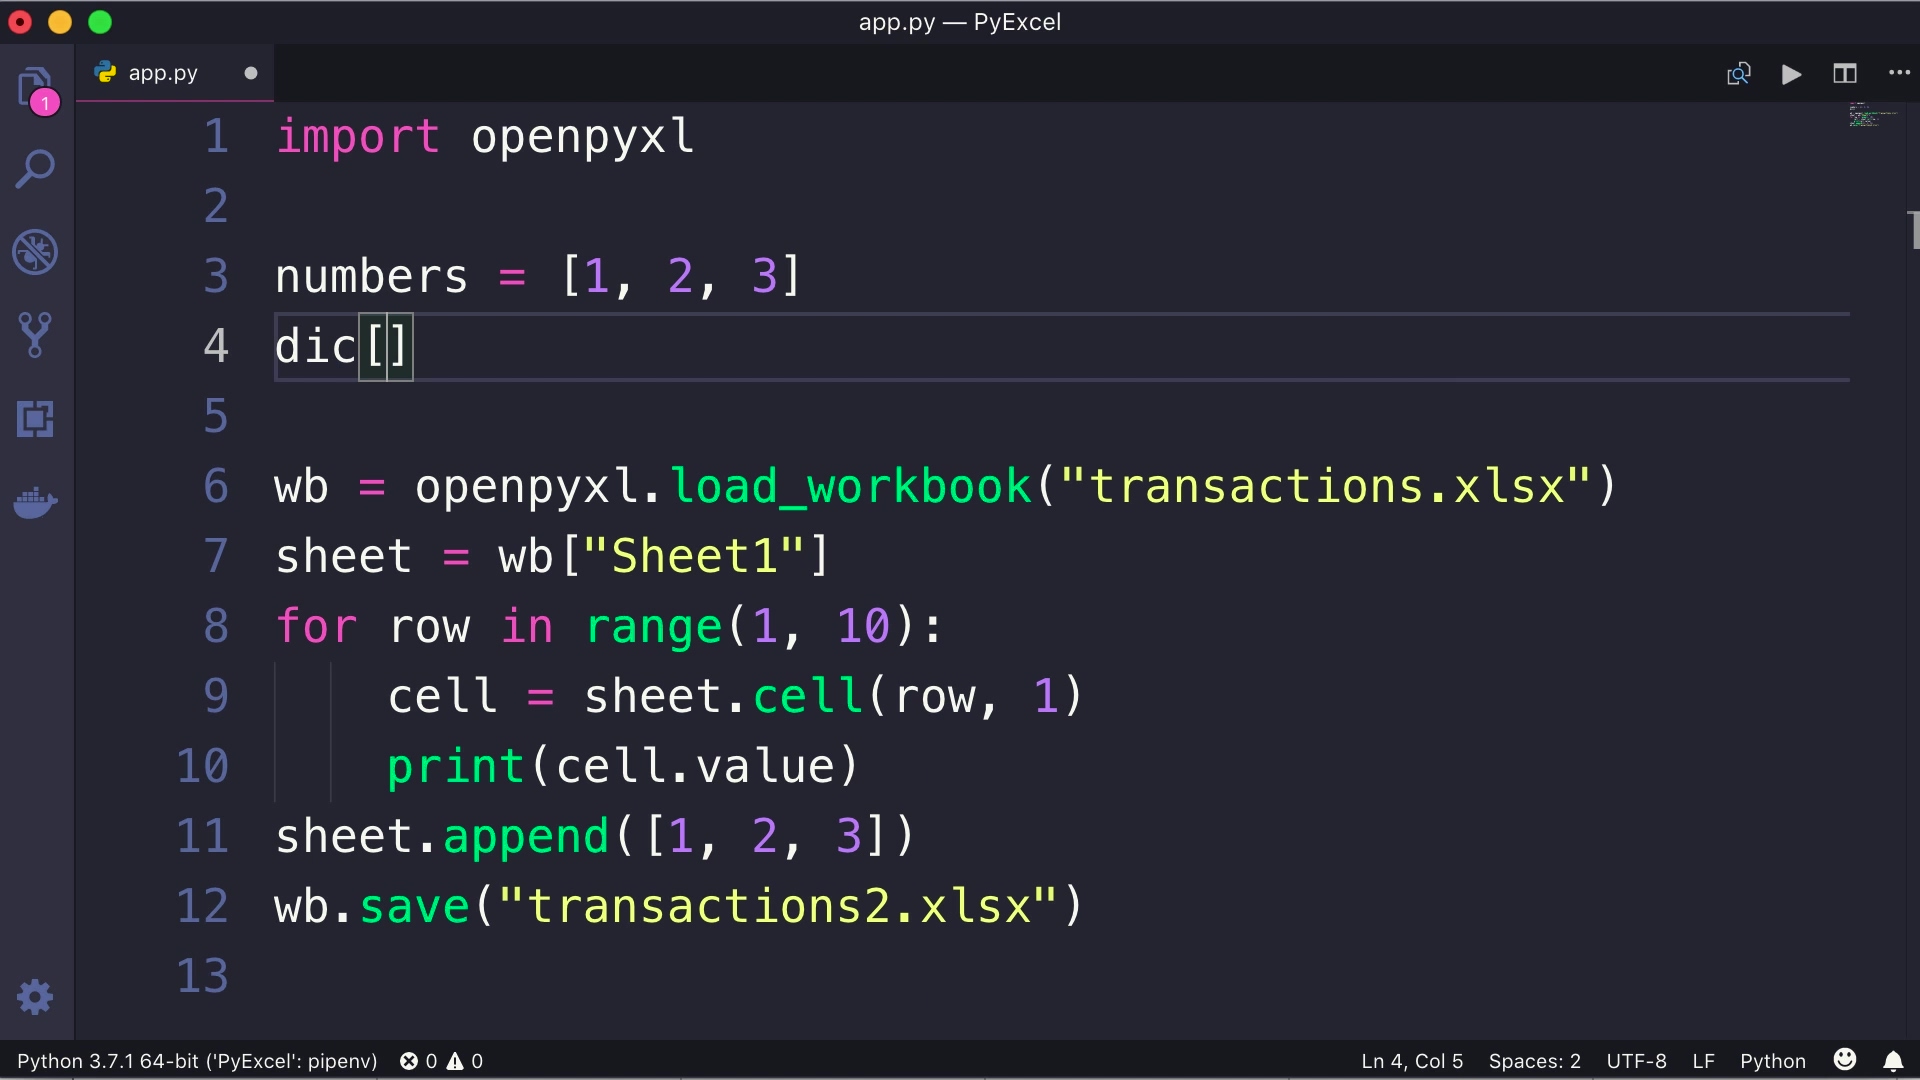 app.py — PyExcel
app.py
1
1 import openpyxl
2
3 numbers = [1, 2, 3]
4 dic[]
5
6 wb = openpyxl.load_workbook("transactions.xlsx")
7 sheet = wb["Sheet1"]
8 for row in range(1, 10):
9 cell = sheet.cell(row, 1)
10 print(cell.value)
11 sheet.append([1, 2, 3])
12 wb.save("transactions2.xlsx")
13
Python 3.7.1 64-bit ('PyExcel': pipenv) 0 0 Ln 4, Col 5 Spaces: 2 UTF-8 LF Python